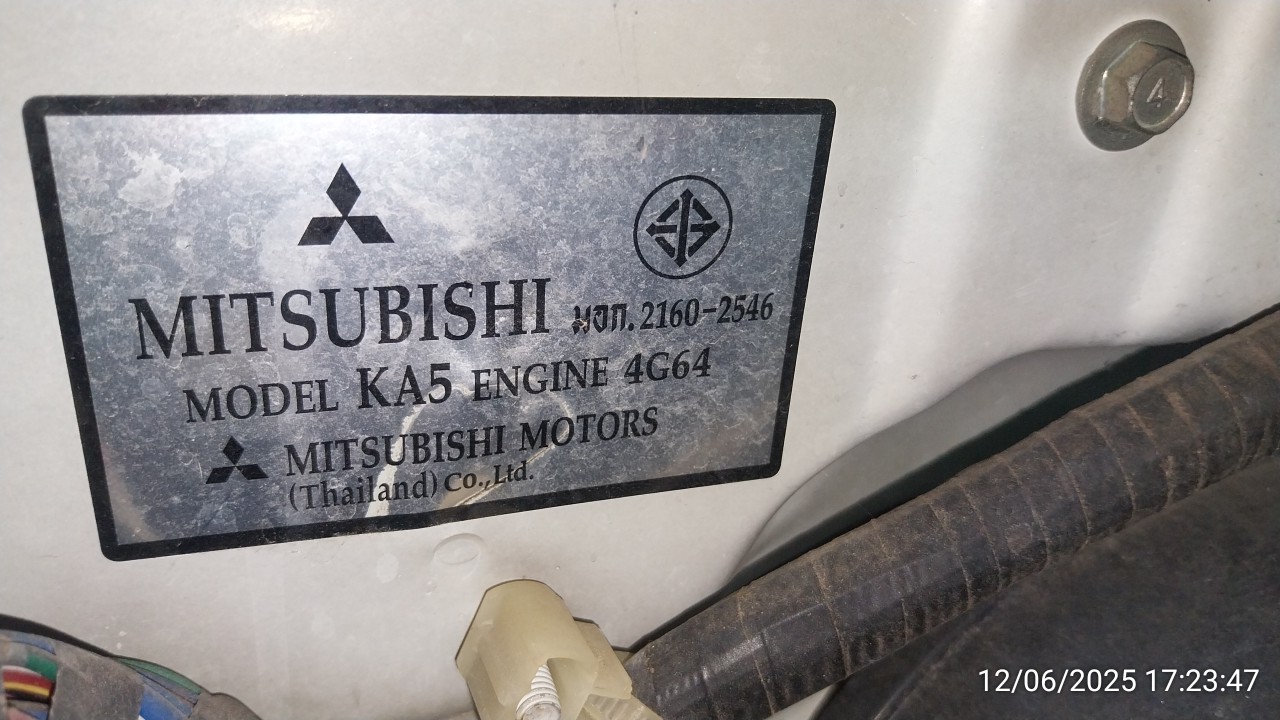 4
MITSUBISHI มอก. 2160-2546
MODEL KA5 ENGINE 4G64
MITSUBISHI MOTORS
(Thailand) Co.,Ltd.
12/06/2025 17:23:47